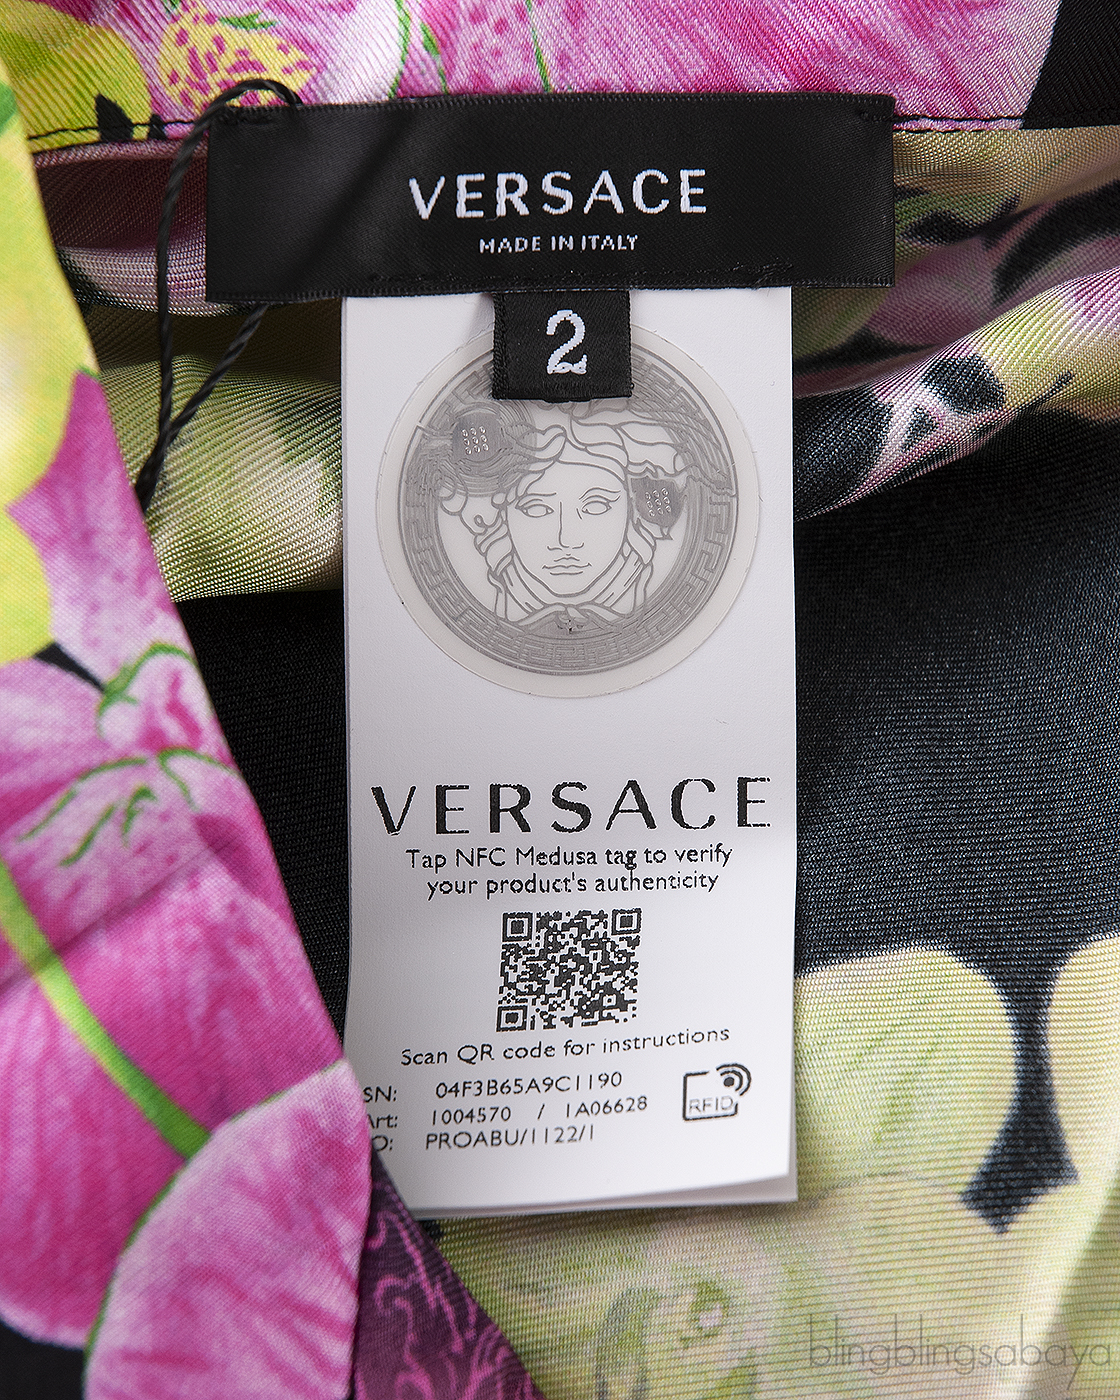 VERSACE
MADE IN ITALY
2
VERSACE
Tap NFC Medusa tag to verify
your product's authenticity
Scan QR code for instructions
SN: 04F3B65A9C1190
Art: 1004570 / 1A06628
O: PROABU/1122/1
RFID
blingblingsabaya